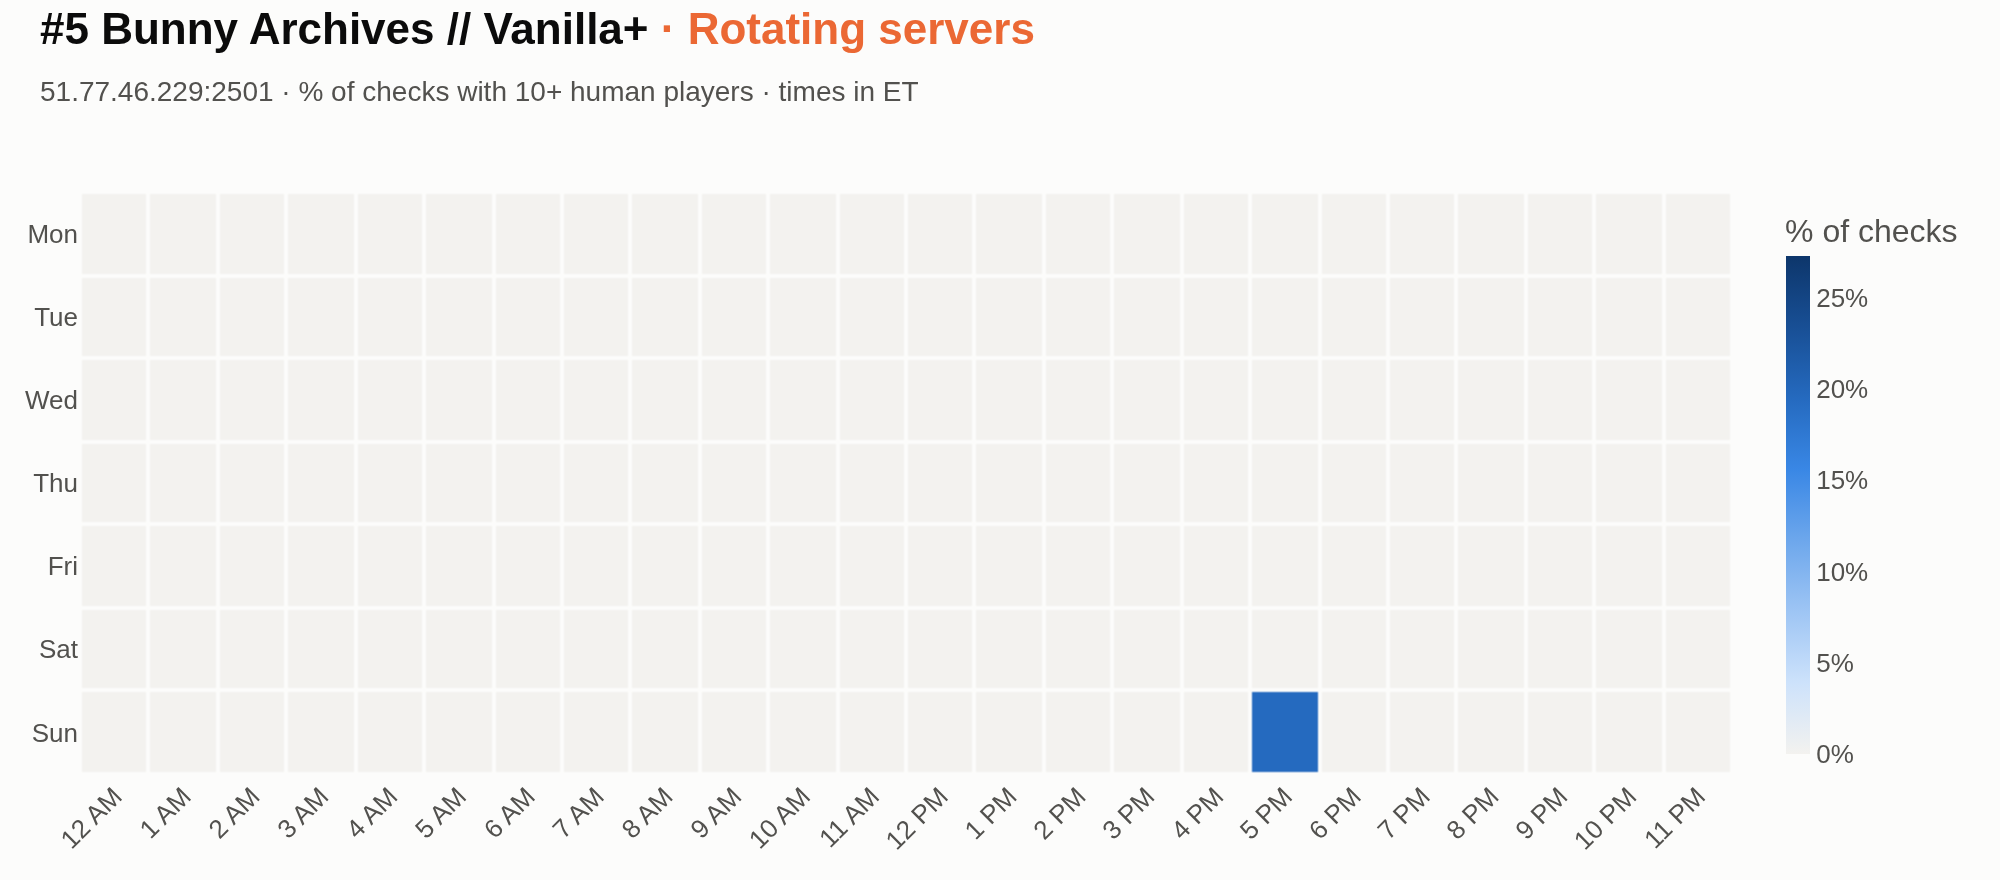 #5 Bunny Archives // Vanilla+ · Rotating servers
51.77.46.229:2501 · % of checks with 10+ human players · times in ET
% of checks
25%
20%
15%
10%
5%
0%
Mon
Tue
Wed
Thu
Fri
Sat
Sun
12 AM
1 AM
2 AM
3 AM
4 AM
5 AM
6 AM
7 AM
8 AM
9 AM
10 AM
11 AM
12 PM
1 PM
2 PM
3 PM
4 PM
5 PM
6 PM
7 PM
8 PM
9 PM
10 PM
11 PM